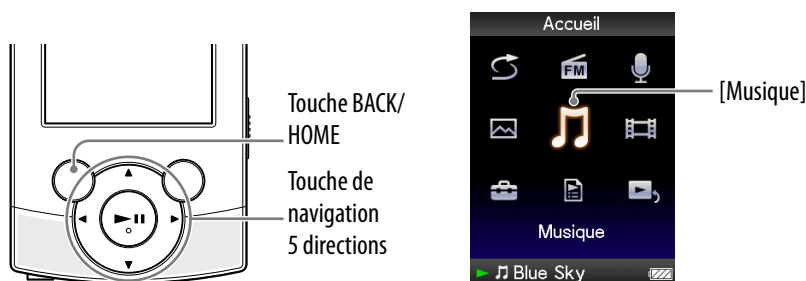 Touche BACK/
HOME
Touche de
navigation
5 directions
Accueil
FM
[Musique]
Musique
Blue Sky